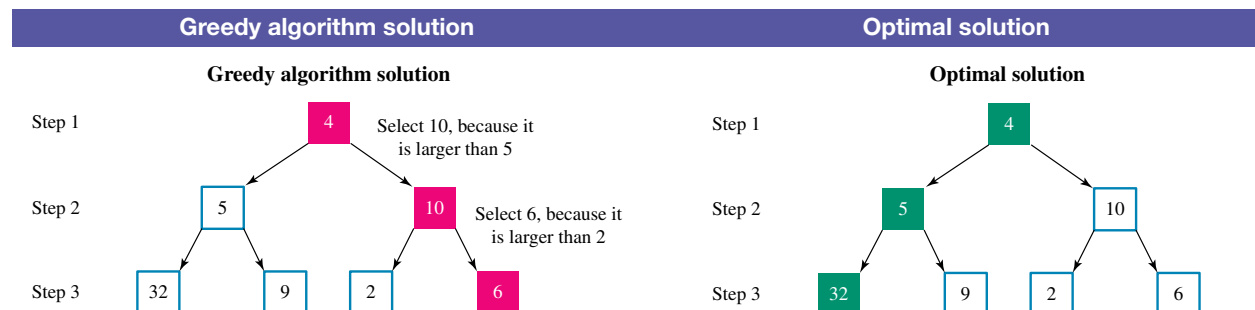 Greedy algorithm solution
Optimal solution
Greedy algorithm solution
Step 1
4
Select 10, because it
is larger than 5
Step 2
5
10
Select 6, because it
is larger than 2
Step 3
32
9
2
6
Optimal solution
Step 1
4
Step 2
5
10
Step 3
32
9
2
6